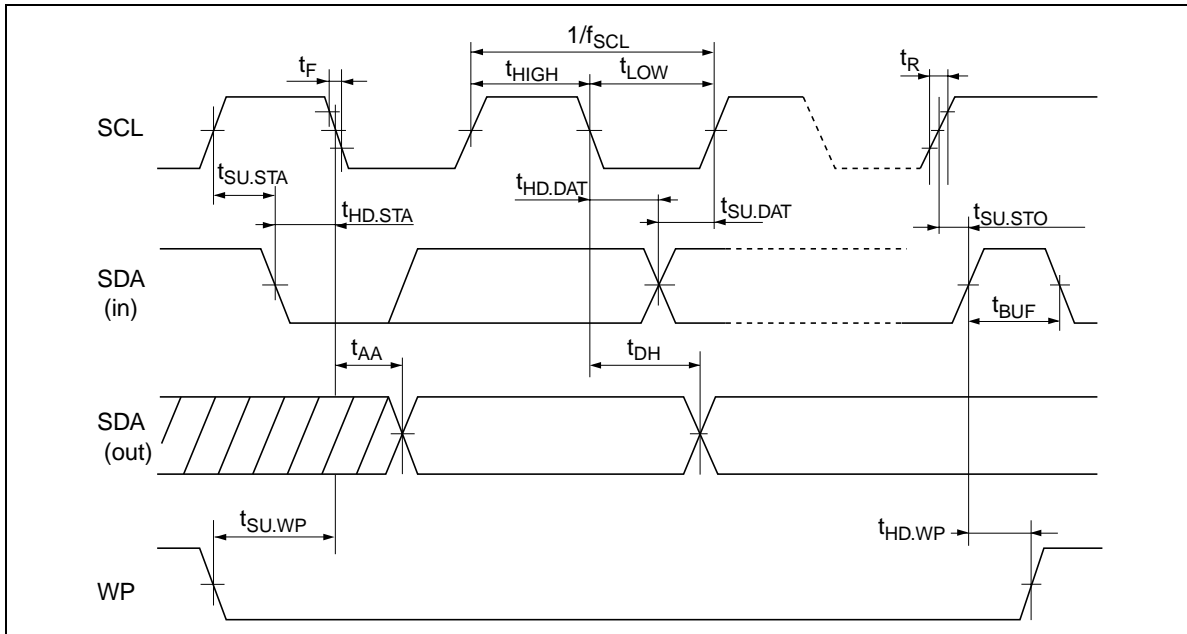 1/fSCL
tF
tHIGH
tLOW
tR
SCL
tSU.STA
tHD.DAT
tSU.DAT
tHD.STA
tSU.STO
SDA
(in)
tBUF
tAA
tDH
SDA
(out)
tSU.WP
tHD.WP
WP